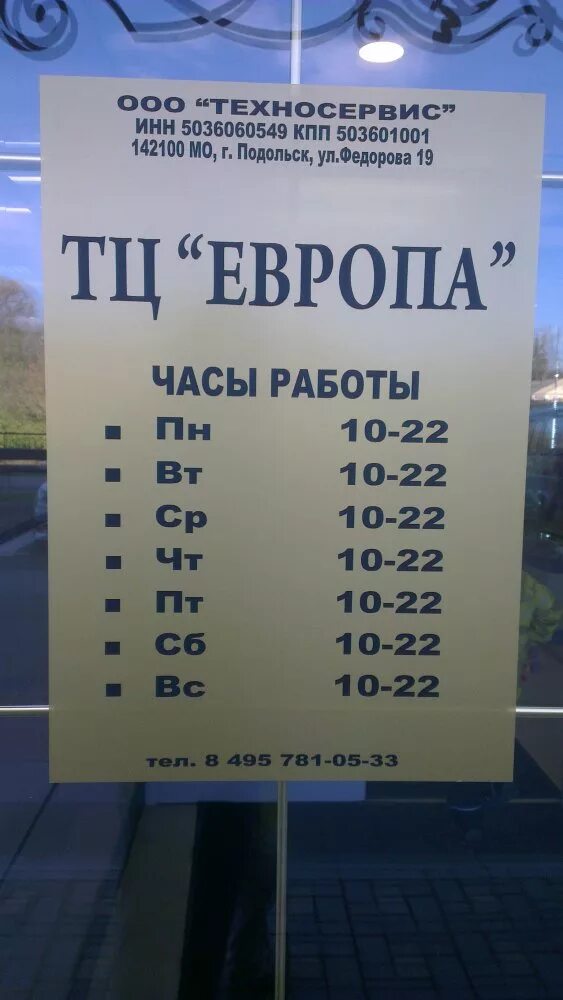 ООО “ТЕХНОСЕРВИС”
ИНН 5036060549 КПП 503601001
142100 МО, г. Подольск, ул.Федорова 19
ТЦ “ЕВРОПА”
ЧАСЫ РАБОТЫ
▪ Пн 10-22
▪ Вт 10-22
▪ Ср 10-22
▪ Чт 10-22
▪ Пт 10-22
▪ Сб 10-22
▪ Вс 10-22
тел. 8 495 781-05-33